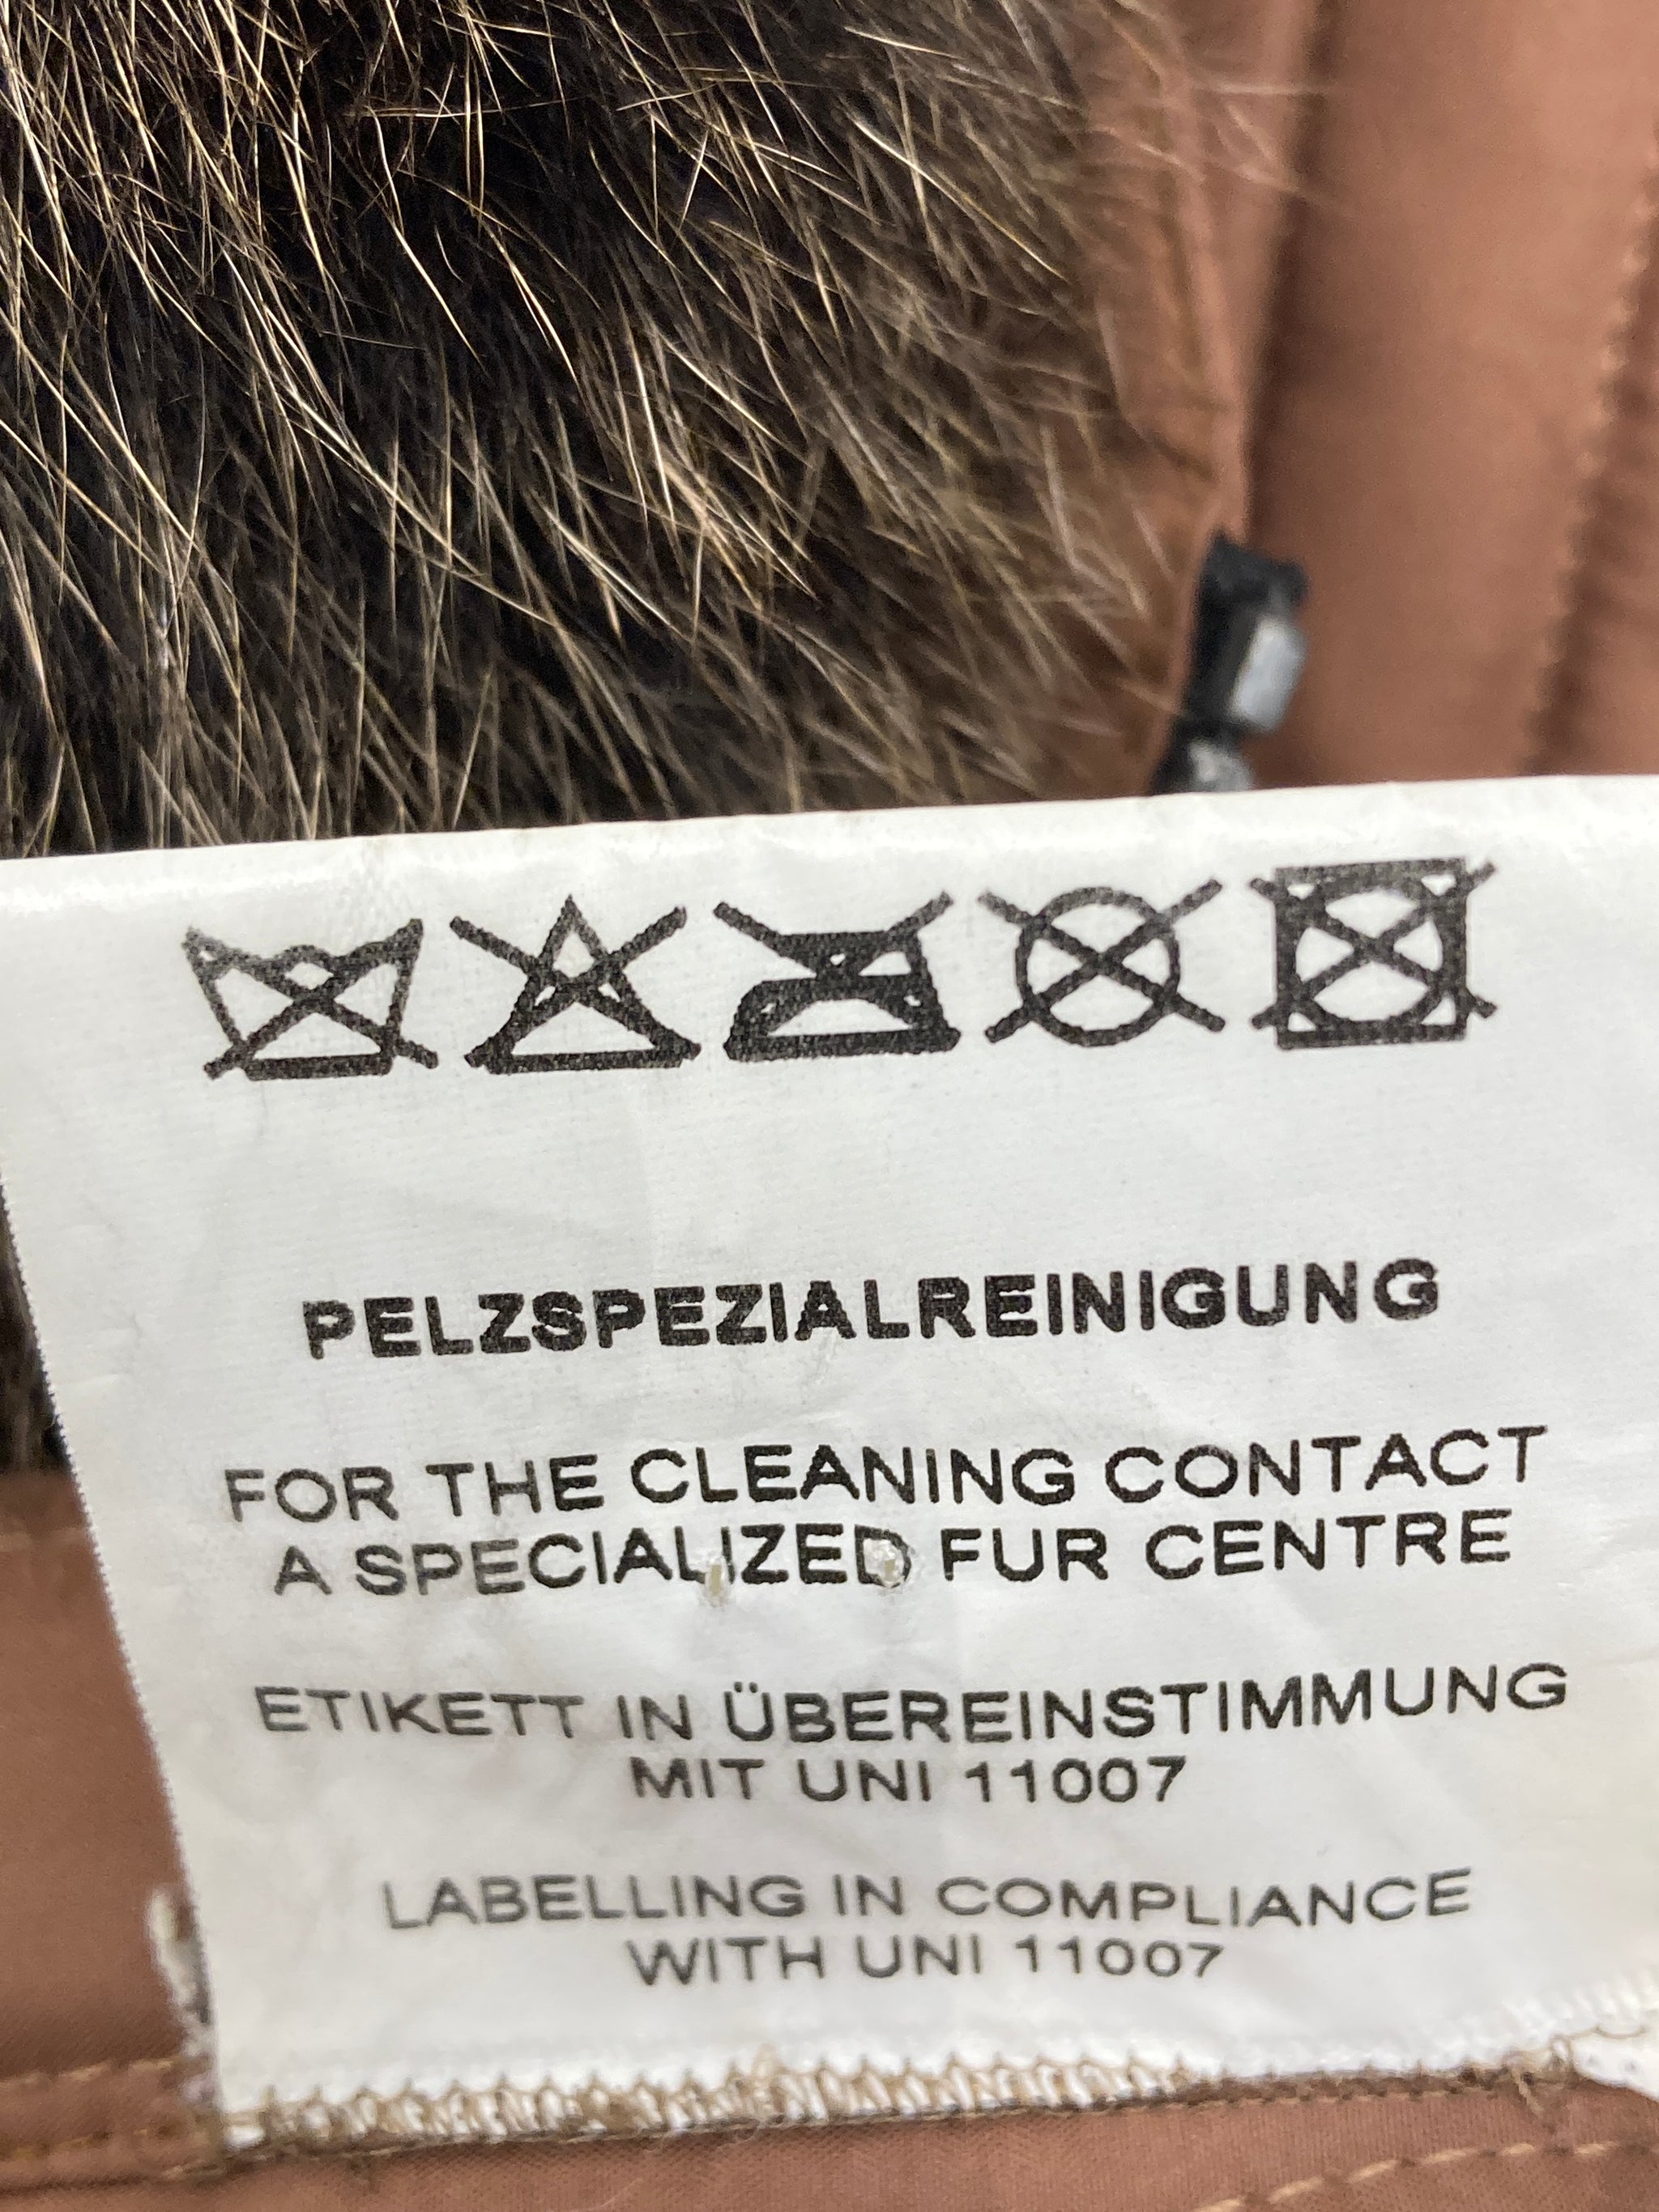 PELZSPEZIALREINIGUNG
FOR THE CLEANING CONTACT
A SPECIALIZED FUR CENTRE
ETIKETT IN ÜBEREINSTIMMUNG
MIT UNI 11007
LABELLING IN COMPLIANCE
WITH UNI 11007